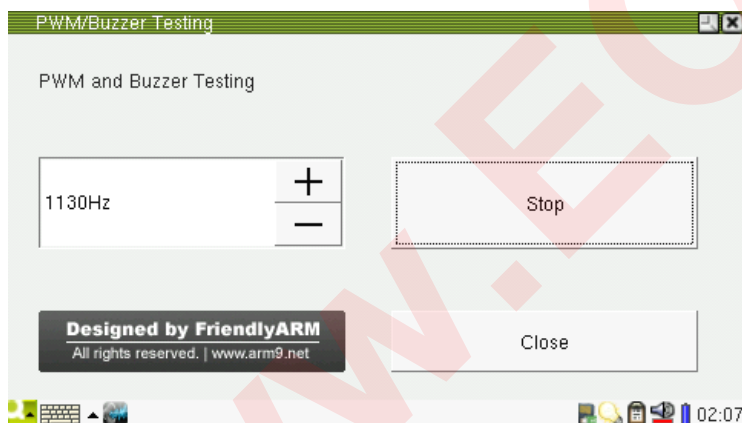 PWM/Buzzer Testing
PWM and Buzzer Testing
1130Hz
+
Stop
−
Designed by FriendlyARM
All rights reserved. | www.arm9.net
Close
02:07